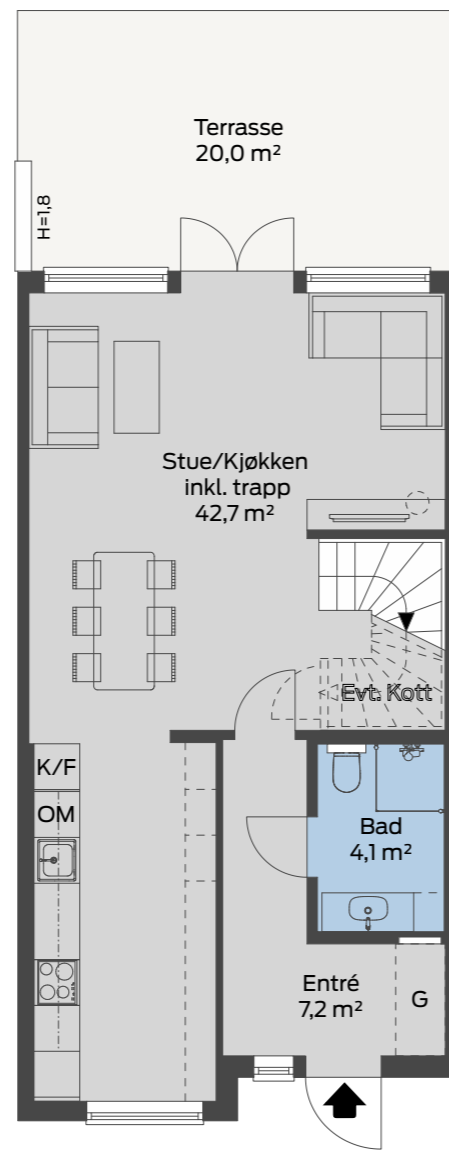 Terrasse
20,0 m²
H=1,8
Stue/Kjøkken
inkl. trapp
42,7 m²
Evt. Kott
K/F
OM
Bad
4,1 m²
Entré
7,2 m²
G